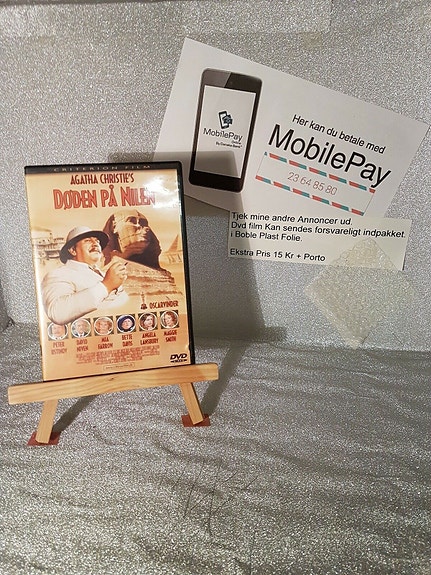 CRITERION FILM
AGATHA CHRISTIE'S
DØDEN PÅ NILEN
OSCARVINDER
PETER
USTINOV
DAVID
NIVEN
MIA
FARROW
BETTE
DAVIS
ANGELA
LANSBURY
MAGGIE
SMITH
DVD
MobilePay
Her kan du betale med
MobilePay
23 64 85 80
Tjek mine andre Annoncer ud.
Dvd film Kan sendes forsvareligt indpakket.
i Boble Plast Folie.
Ekstra Pris 15 Kr + Porto